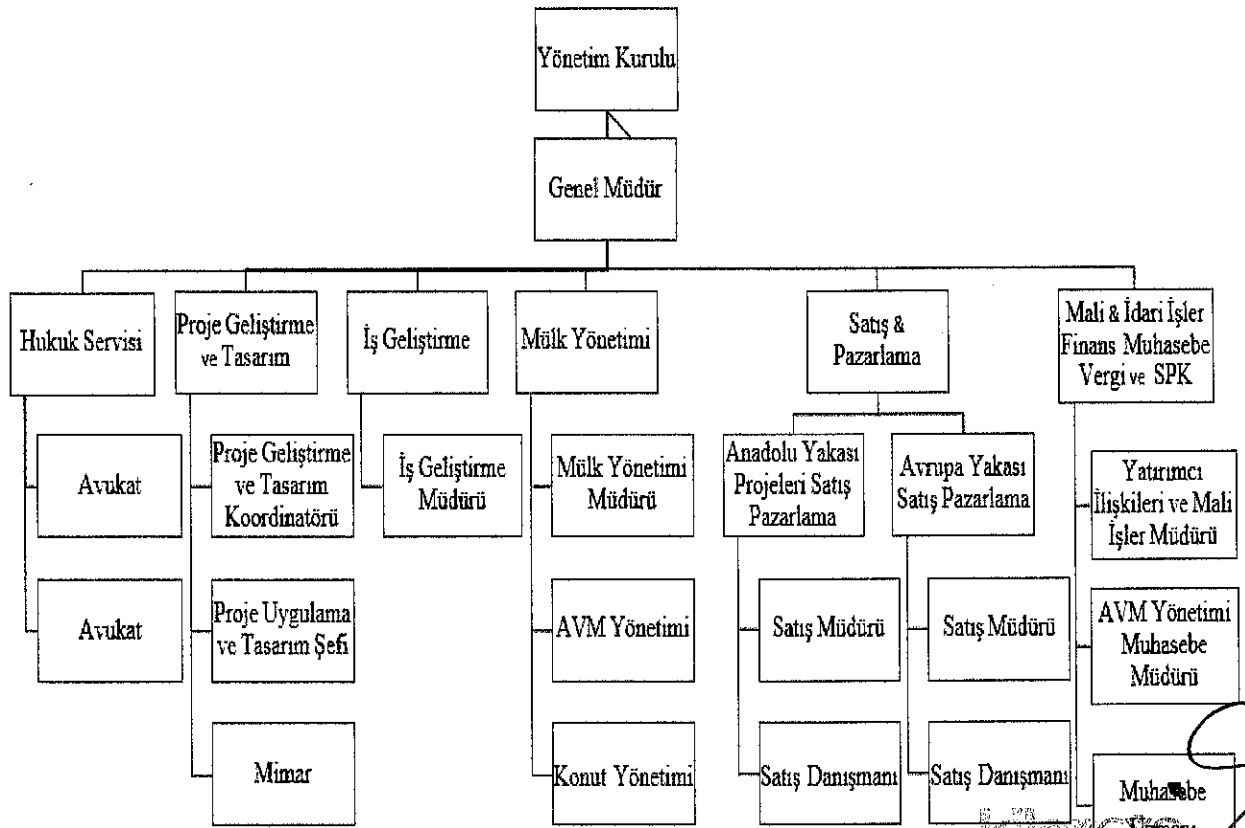 Yönetim Kurulu
Genel Müdür
Hukuk Servisi
Proje Geliştirme
ve Tasarım
İş Geliştirme
Mülk Yönetimi
Satış &
Pazarlama
Mali & İdari İşler
Finans Muhasebe
Vergi ve SPK
Avukat
Avukat
Proje Geliştirme
ve Tasarım
Koordinatörü
Proje Uygulama
ve Tasarım Şefi
Mimar
İş Geliştirme
Müdürü
Mülk Yönetimi
Müdürü
AVM Yönetimi
Konut Yönetimi
Anadolu Yakası
Projeleri Satış
Pazarlama
Satış Müdürü
Satış Danışmanı
Avrupa Yakası
Satış Pazarlama
Satış Müdürü
Satış Danışmanı
Yatırımcı
İlişkileri ve Mali
İşler Müdürü
AVM Yönetimi
Muhasebe
Müdürü
Muhasebe